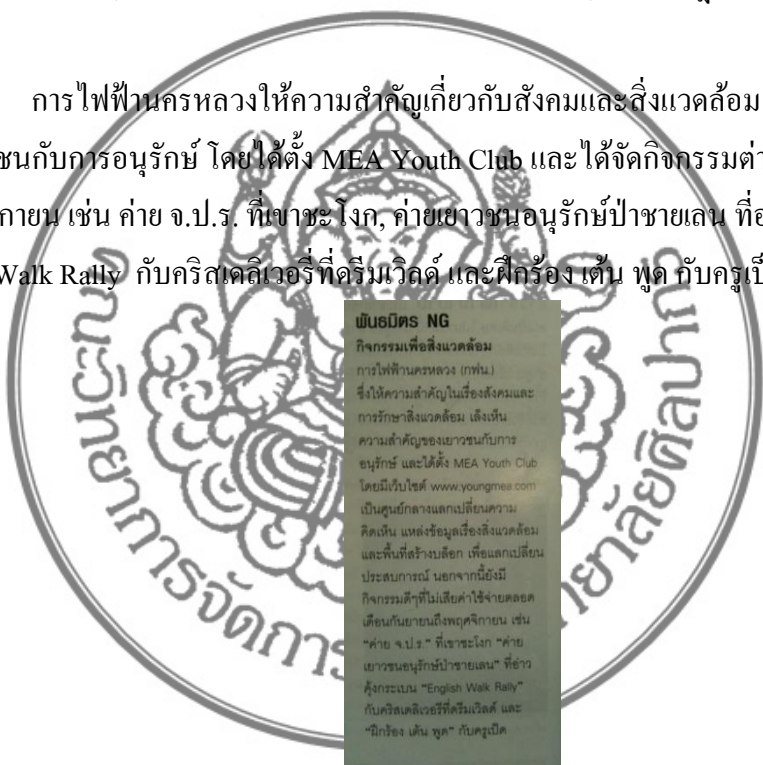 การไฟฟ้านครหลวงให้ความสำคัญเกี่ยวกับสังคมและสิ่งแวดล้อม
ชนกับการอนุรักษ์ โดยได้ตั้ง MEA Youth Club และได้จัดกิจกรรมต่า
กายน เช่น ค่าย จ.ป.ร. ที่เขาชะโงก, ค่ายเยาวชนอนุรักษ์ป่าชายเลน ที่อ
Walk Rally กับคริสเดลิเวอรี่ที่ดรีมเวิลด์ และฝึกร้อง เต้น พูด กับครูเป็
พันธมิตร NG
กิจกรรมเพื่อสิ่งแวดล้อม
การไฟฟ้านครหลวง (กฟน.)
ซึ่งให้ความสำคัญในเรื่องสังคมและ
การรักษาสิ่งแวดล้อม เล็งเห็น
ความสำคัญของเยาวชนกับการ
อนุรักษ์ และได้ตั้ง MEA Youth Club
โดยมีเว็บไซต์ www.youngmea.com
เป็นศูนย์กลางแลกเปลี่ยนความ
คิดเห็น แหล่งข้อมูลเรื่องสิ่งแวดล้อม
และพื้นที่สร้างบล็อก เพื่อแลกเปลี่ยน
ประสบการณ์ นอกจากนี้ยังมี
กิจกรรมดีๆที่ไม่เสียค่าใช้จ่ายตลอด
เดือนกันยายนถึงพฤศจิกายน เช่น
"ค่าย จ.ป.ร." ที่เขาชะโงก "ค่าย
เยาวชนอนุรักษ์ป่าชายเลน" ที่อ่าว
คุ้งกระเบน "English Walk Rally"
กับคริสเดลิเวอรี่ที่ดรีมเวิลด์ และ
"ฝึกร้อง เต้น พูด" กับครูเป็ด